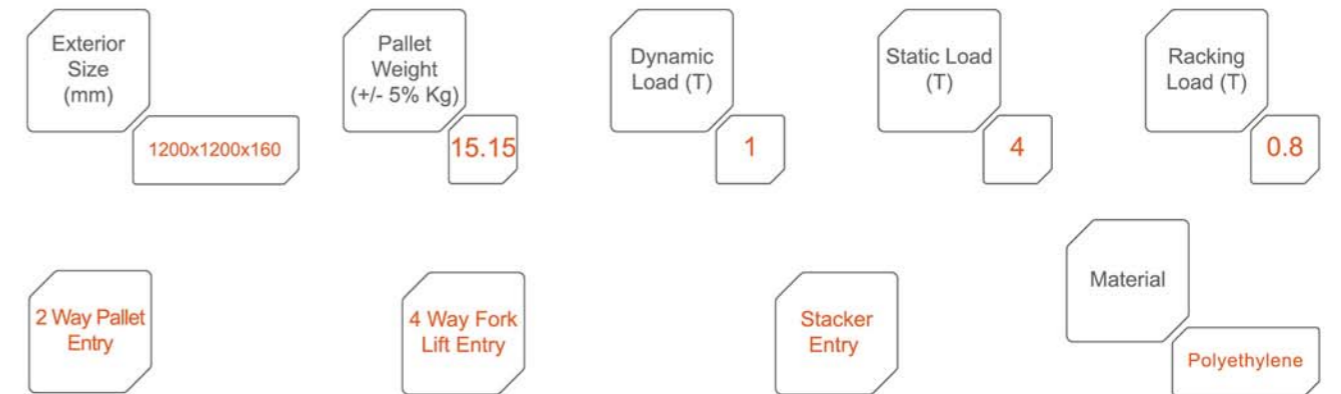 Exterior
Size
(mm)
1200x1200x160
Pallet
Weight
(+/- 5% Kg)
15.15
Dynamic
Load (T)
1
Static Load
(T)
4
Racking
Load (T)
0.8
2 Way Pallet
Entry
4 Way Fork
Lift Entry
Stacker
Entry
Material
Polyethylene